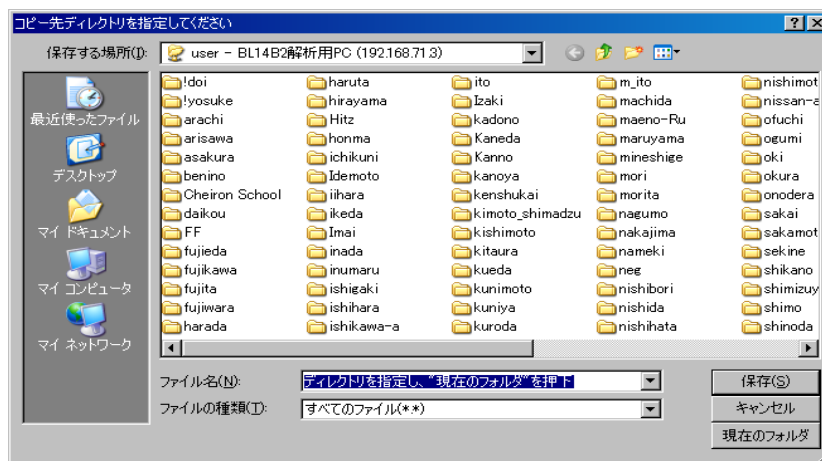 コピー先ディレクトリを指定してください
保存する場所(I): user - BL14B2解析用PC (192.168.71.3)
最近使ったファイル
デスクトップ
マイ ドキュメント
マイ コンピュータ
マイ ネットワーク
!doi haruta ito m_ito nishimot
!yosuke hirayama Izaki machida nissan-a
arachi Hitz kadono maeno-Ru ofuchi
arisawa honma Kaneda maruyama ogumi
asakura ichikuni Kanno mineshige oki
benino Idemoto kanoya mori okura
Cheiron School iihara kenshukai morita onodera
daikou ikeda kimoto_shimadzu nagumo sakai
FF Imai kishimoto nakajima sakamot
fujieda inada kitaura nameki sekine
fujikawa inumaru kueda neg shikano
fujita ishigaki kunimoto nishibori shimizuy
fujiwara ishihara kuniya nishida shimo
harada ishikawa-a kuroda nishihata shinoda
ファイル名(N): ディレクトリを指定し、"現在のフォルダ"を押下 保存(S)
ファイルの種類(T): すべてのファイル(*.*) キャンセル
現在のフォルダ